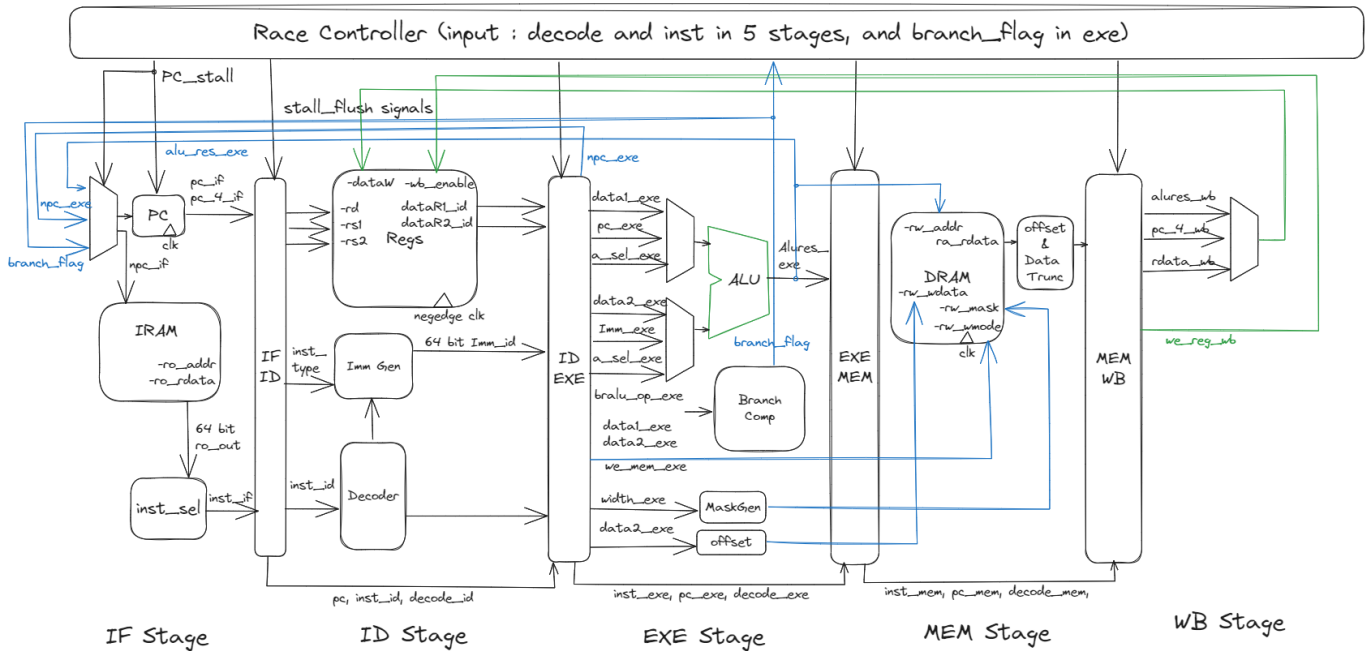 Race Controller (input : decode and inst in 5 stages, and branch_flag in exe)
PC_stall
stall_flush signals
alu_res_exe
npc_exe
pc_if
pc_4_if
npc_exe
PC
clk
branch_flag
npc_if
IRAM
-ro_addr
-ro_rdata
64 bit
ro_out
inst_sel
inst_if
IF
ID
-dataW
-wb_enable
-rd
-rs1
-rs2
dataR1_id
dataR2_id
Regs
negedge clk
inst_
type
Imm Gen
64 bit Imm_id
inst_id
Decoder
ID
EXE
data1_exe
pc_exe
a_sel_exe
data2_exe
Imm_exe
a_sel_exe
ALU
Alures_
exe
branch_flag
bralu_op_exe
data1_exe
data2_exe
Branch
Comp
we_mem_exe
width_exe
MaskGen
data2_exe
offset
EXE
MEM
-rw_addr
ra_rdata
DRAM
-rw_wdata
-rw_mask
-rw_wmode
clk
offset
&
Data
Trunc
MEM
WB
alures_wb
pc_4_wb
rdata_wb
we_reg_wb
pc, inst_id, decode_id
inst_exe, pc_exe, decode_exe
inst_mem, pc_mem, decode_mem,
IF Stage
ID Stage
EXE Stage
MEM Stage
WB Stage